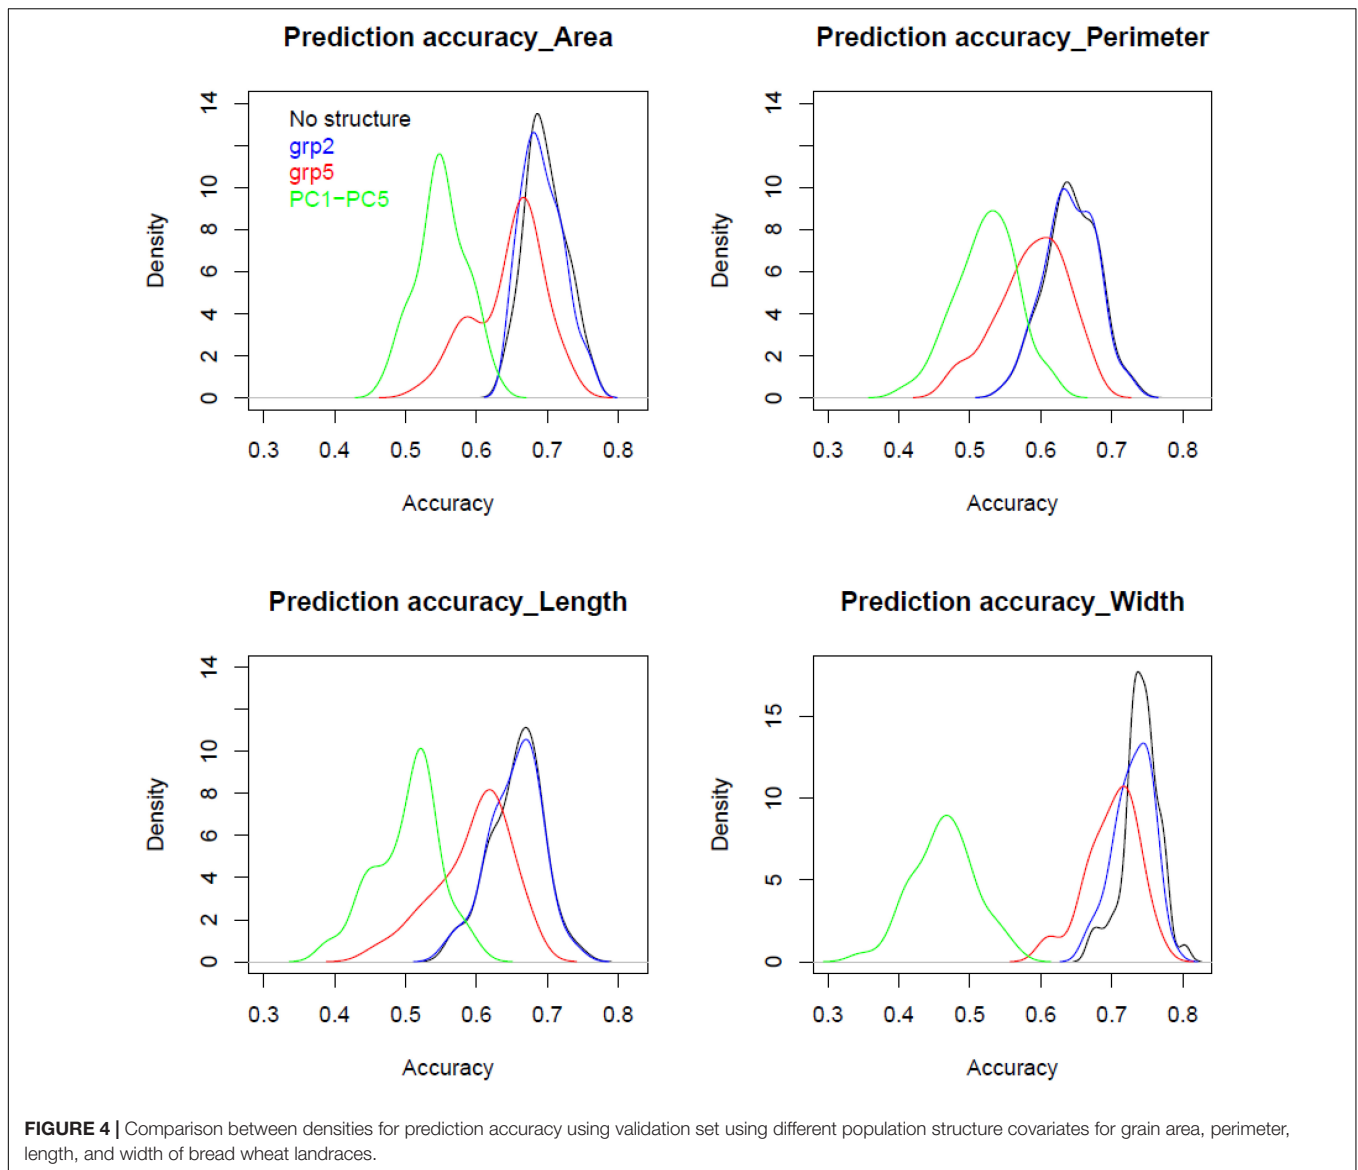 Prediction accuracy_Area
14
10
8
6
4
2
0
Density
No structure
grp2
grp5
PC1−PC5
0.3 0.4 0.5 0.6 0.7 0.8
Accuracy
Prediction accuracy_Perimeter
14
10
8
6
4
2
0
Density
0.3 0.4 0.5 0.6 0.7 0.8
Accuracy
Prediction accuracy_Length
14
10
8
6
4
2
0
Density
0.3 0.4 0.5 0.6 0.7 0.8
Accuracy
Prediction accuracy_Width
15
10
5
0
Density
0.3 0.4 0.5 0.6 0.7 0.8
Accuracy
FIGURE 4 | Comparison between densities for prediction accuracy using validation set using different population structure covariates for grain area, perimeter,
length, and width of bread wheat landraces.